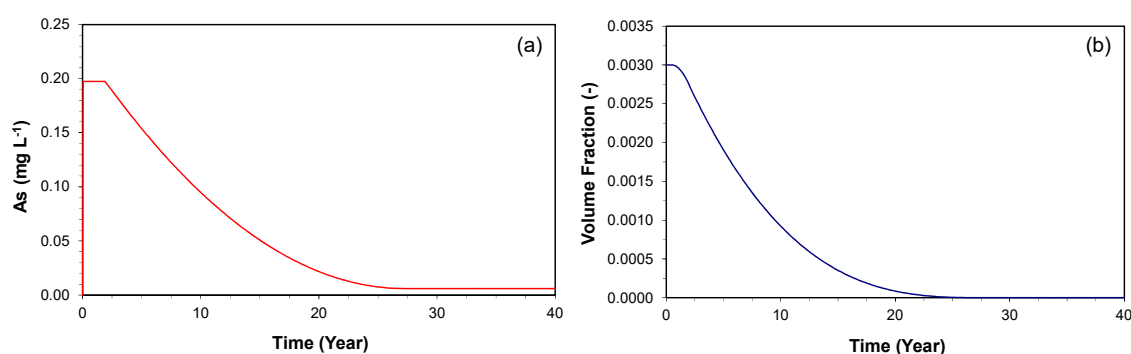 (a)
As (mg L-1)
0.25
0.20
0.15
0.10
0.05
0.00
0 10 20 30 40
Time (Year)
(b)
Volume Fraction (-)
0.0035
0.0030
0.0025
0.0020
0.0015
0.0010
0.0005
0.0000
0 10 20 30 40
Time (Year)